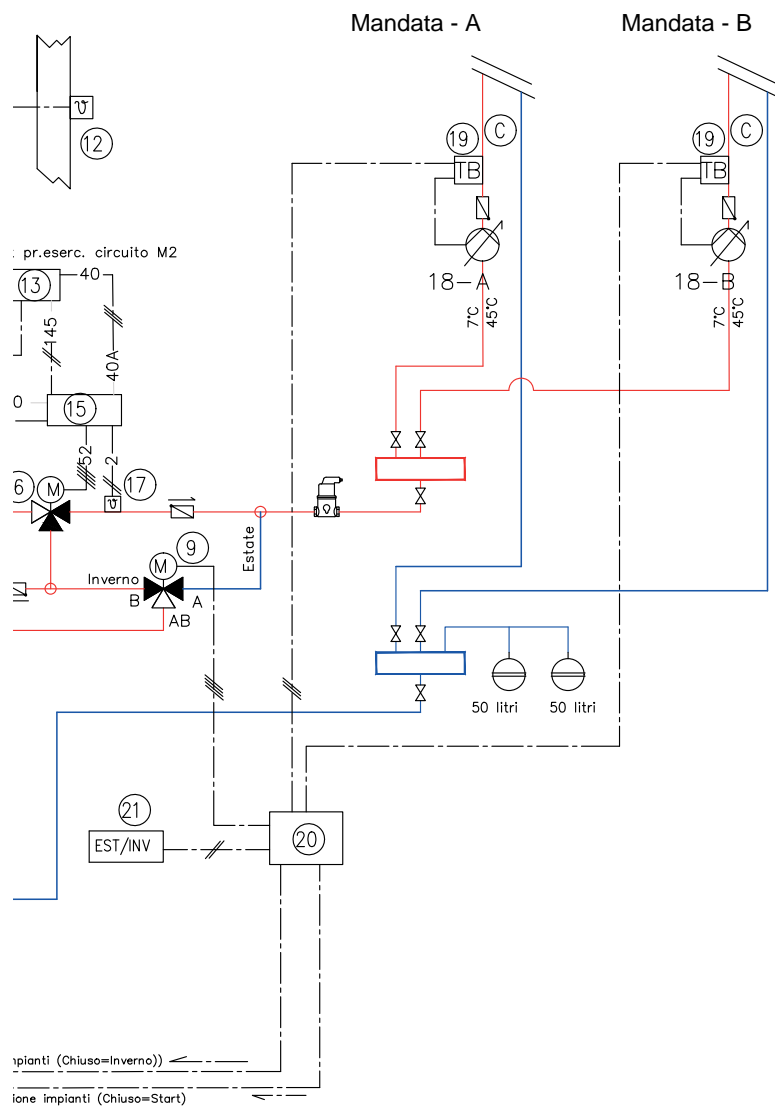 Mandata - A
Mandata - B
ϑ
12
19
C
19
C
TB
TB
pr.eserc. circuito M2
13
40
18-A
18-B
7°C
45°C
7°C
45°C
145
40A
0
15
52
2
6
M
17
ϑ
9
Estate
M
Inverno
B
A
AB
50 litri
50 litri
21
EST/INV
20
impianti (Chiuso=Inverno))
ione impianti (Chiuso=Start)